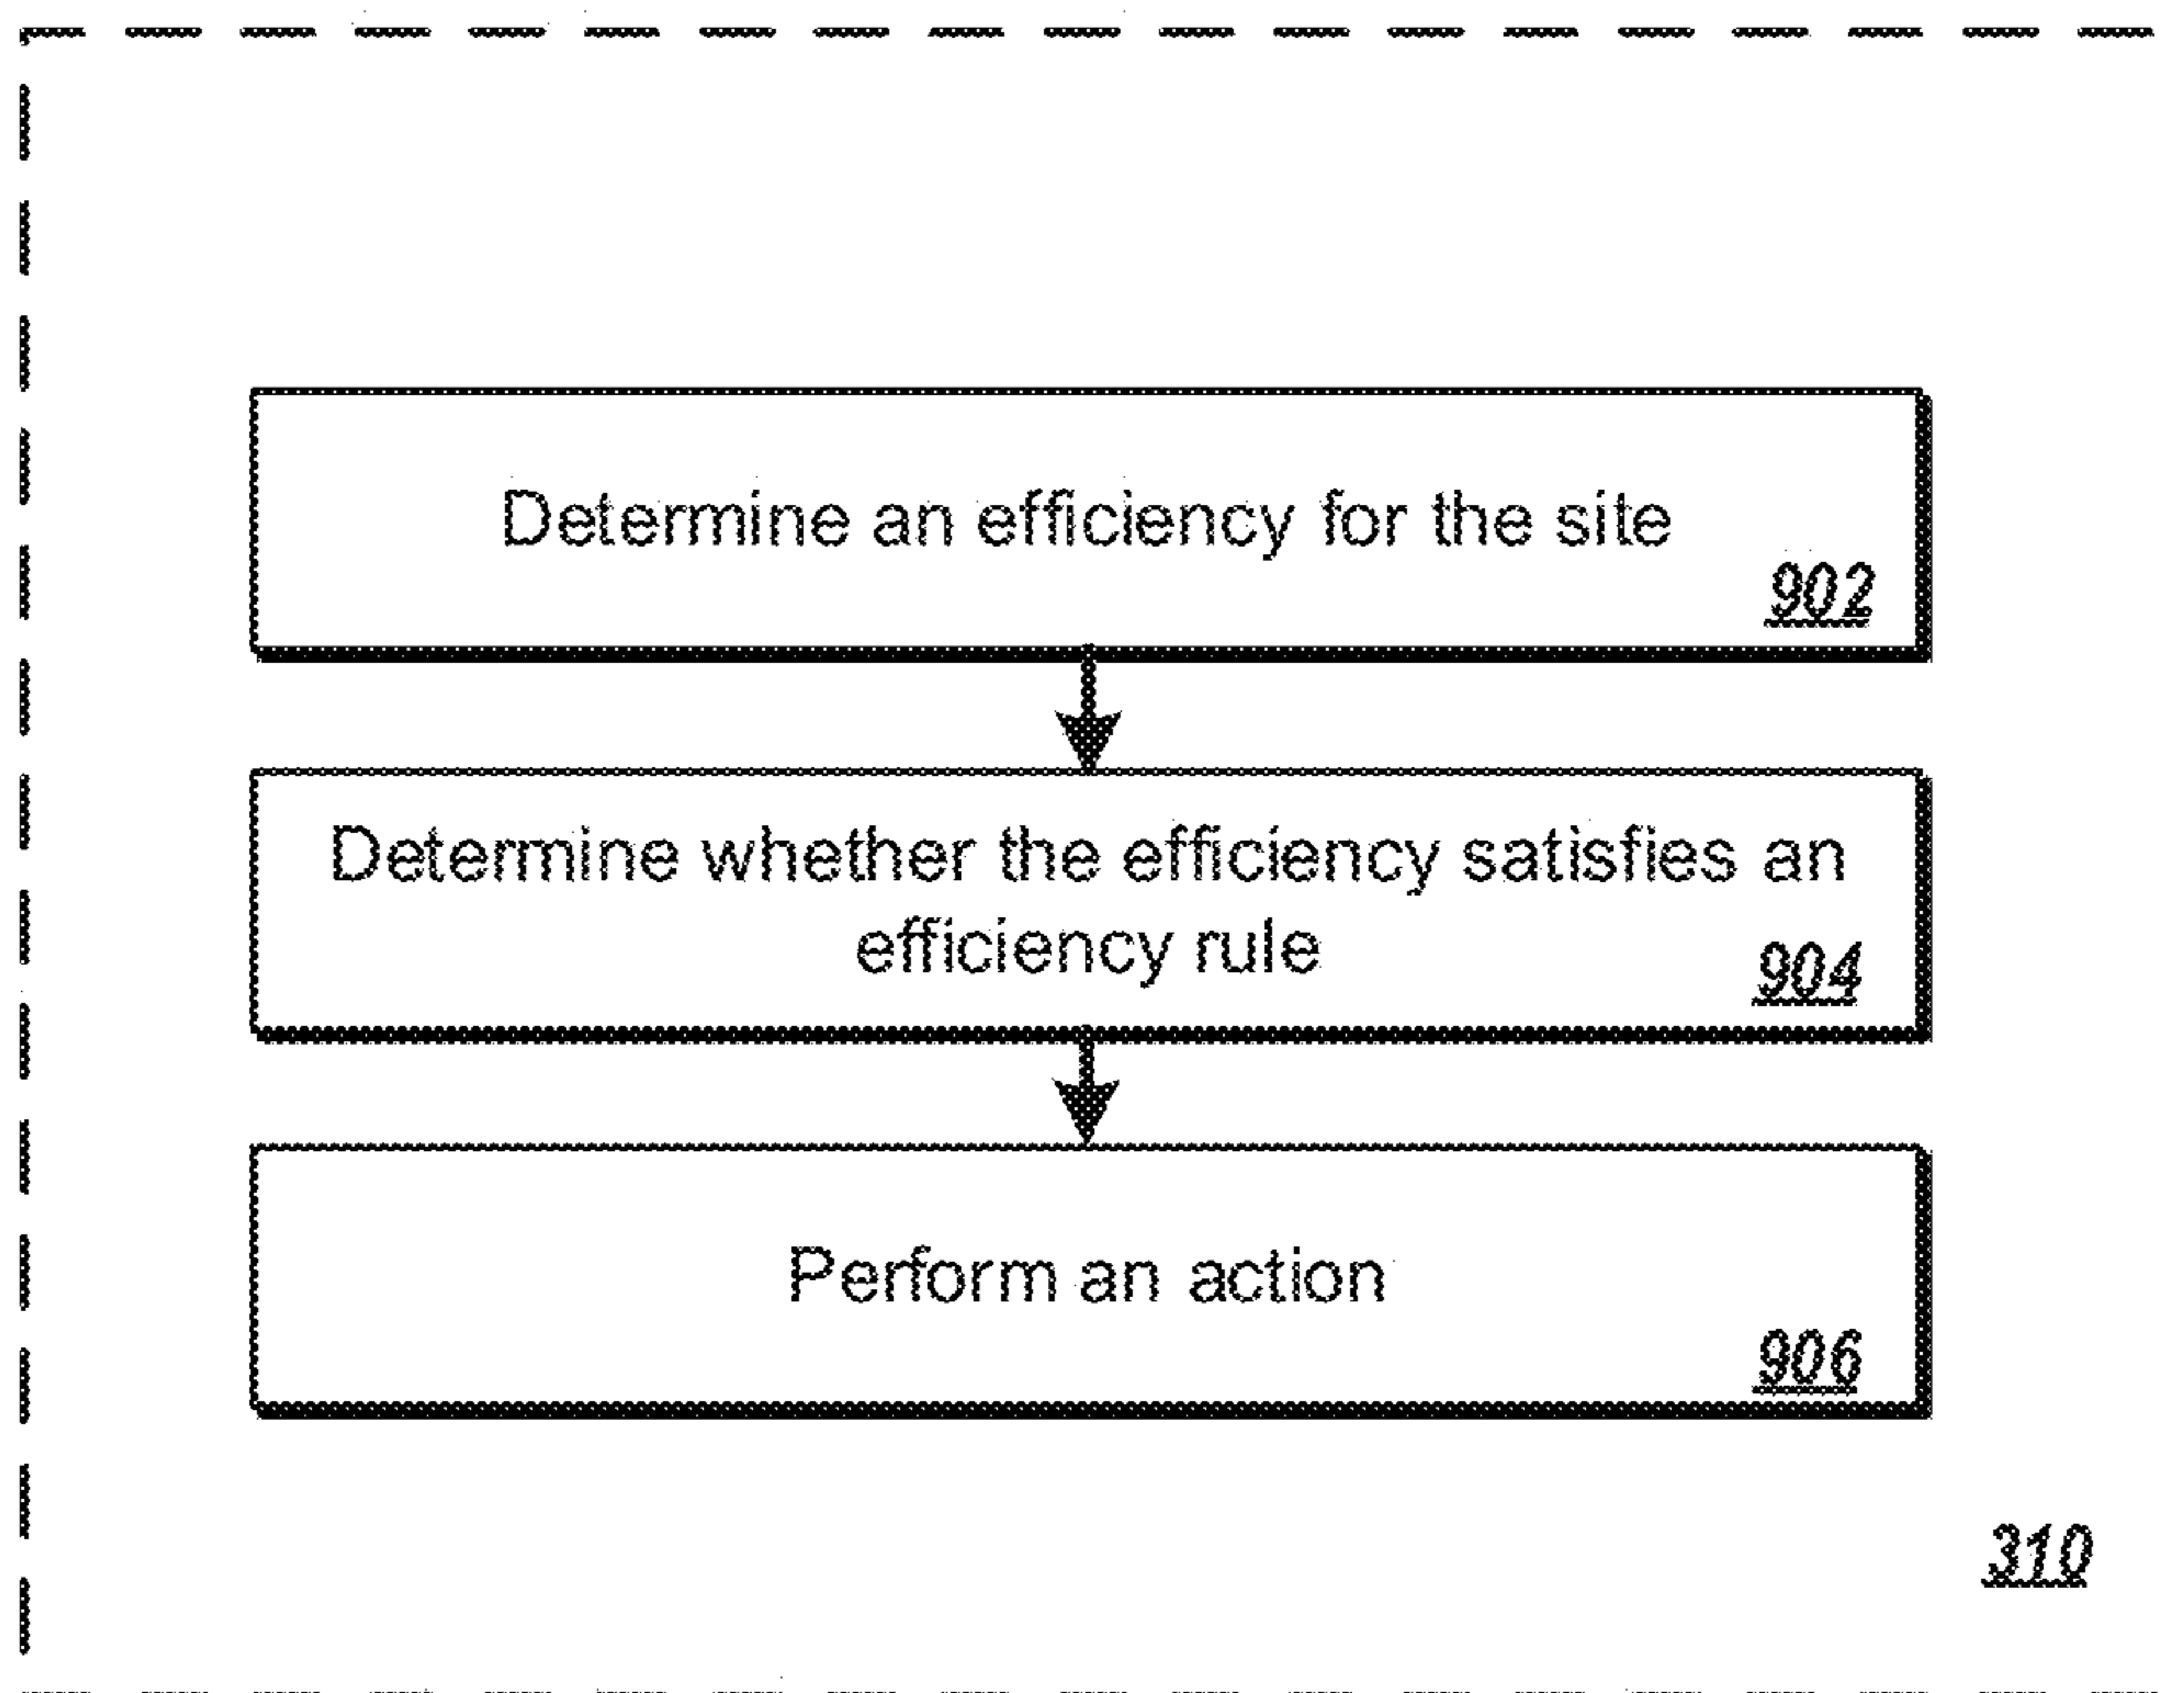 Determine an efficiency for the site
902
Determine whether the efficiency satisfies an
efficiency rule
904
Perform an action
906
310